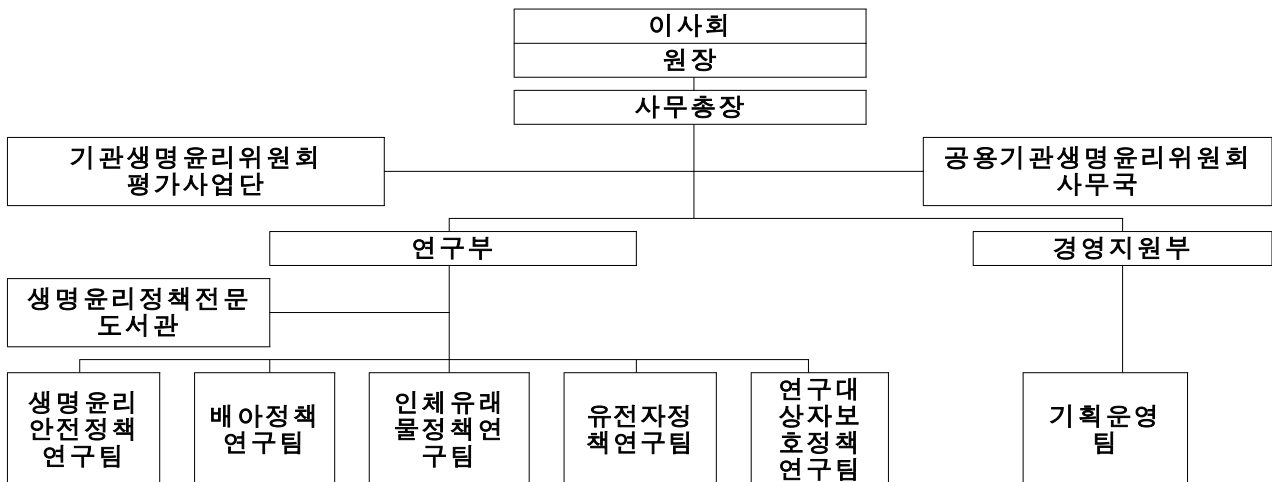 이사회
원장
사무총장
기관생명윤리위원회
평가사업단
공용기관생명윤리위원회
사무국
연구부
경영지원부
생명윤리정책전문
도서관
생명윤리
안전정책
연구팀
배아정책
연구팀
인체유래
물정책연
구팀
유전자정
책연구팀
연구대
상자보
호정책
연구팀
기획운영
팀